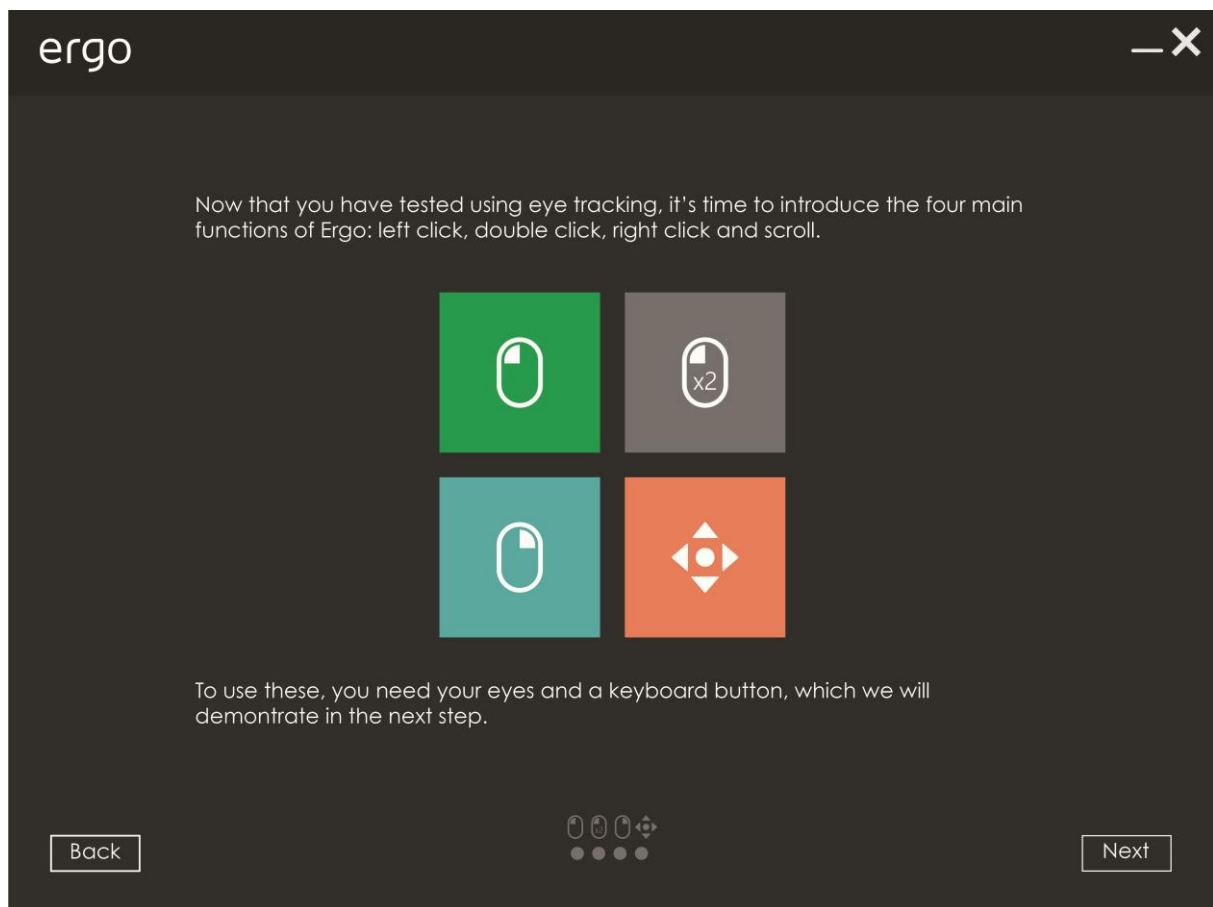 ergo
Now that you have tested using eye tracking, it's time to introduce the four main
functions of Ergo: left click, double click, right click and scroll.
x2
To use these, you need your eyes and a keyboard button, which we will
demontrate in the next step.
x2
Back
Next